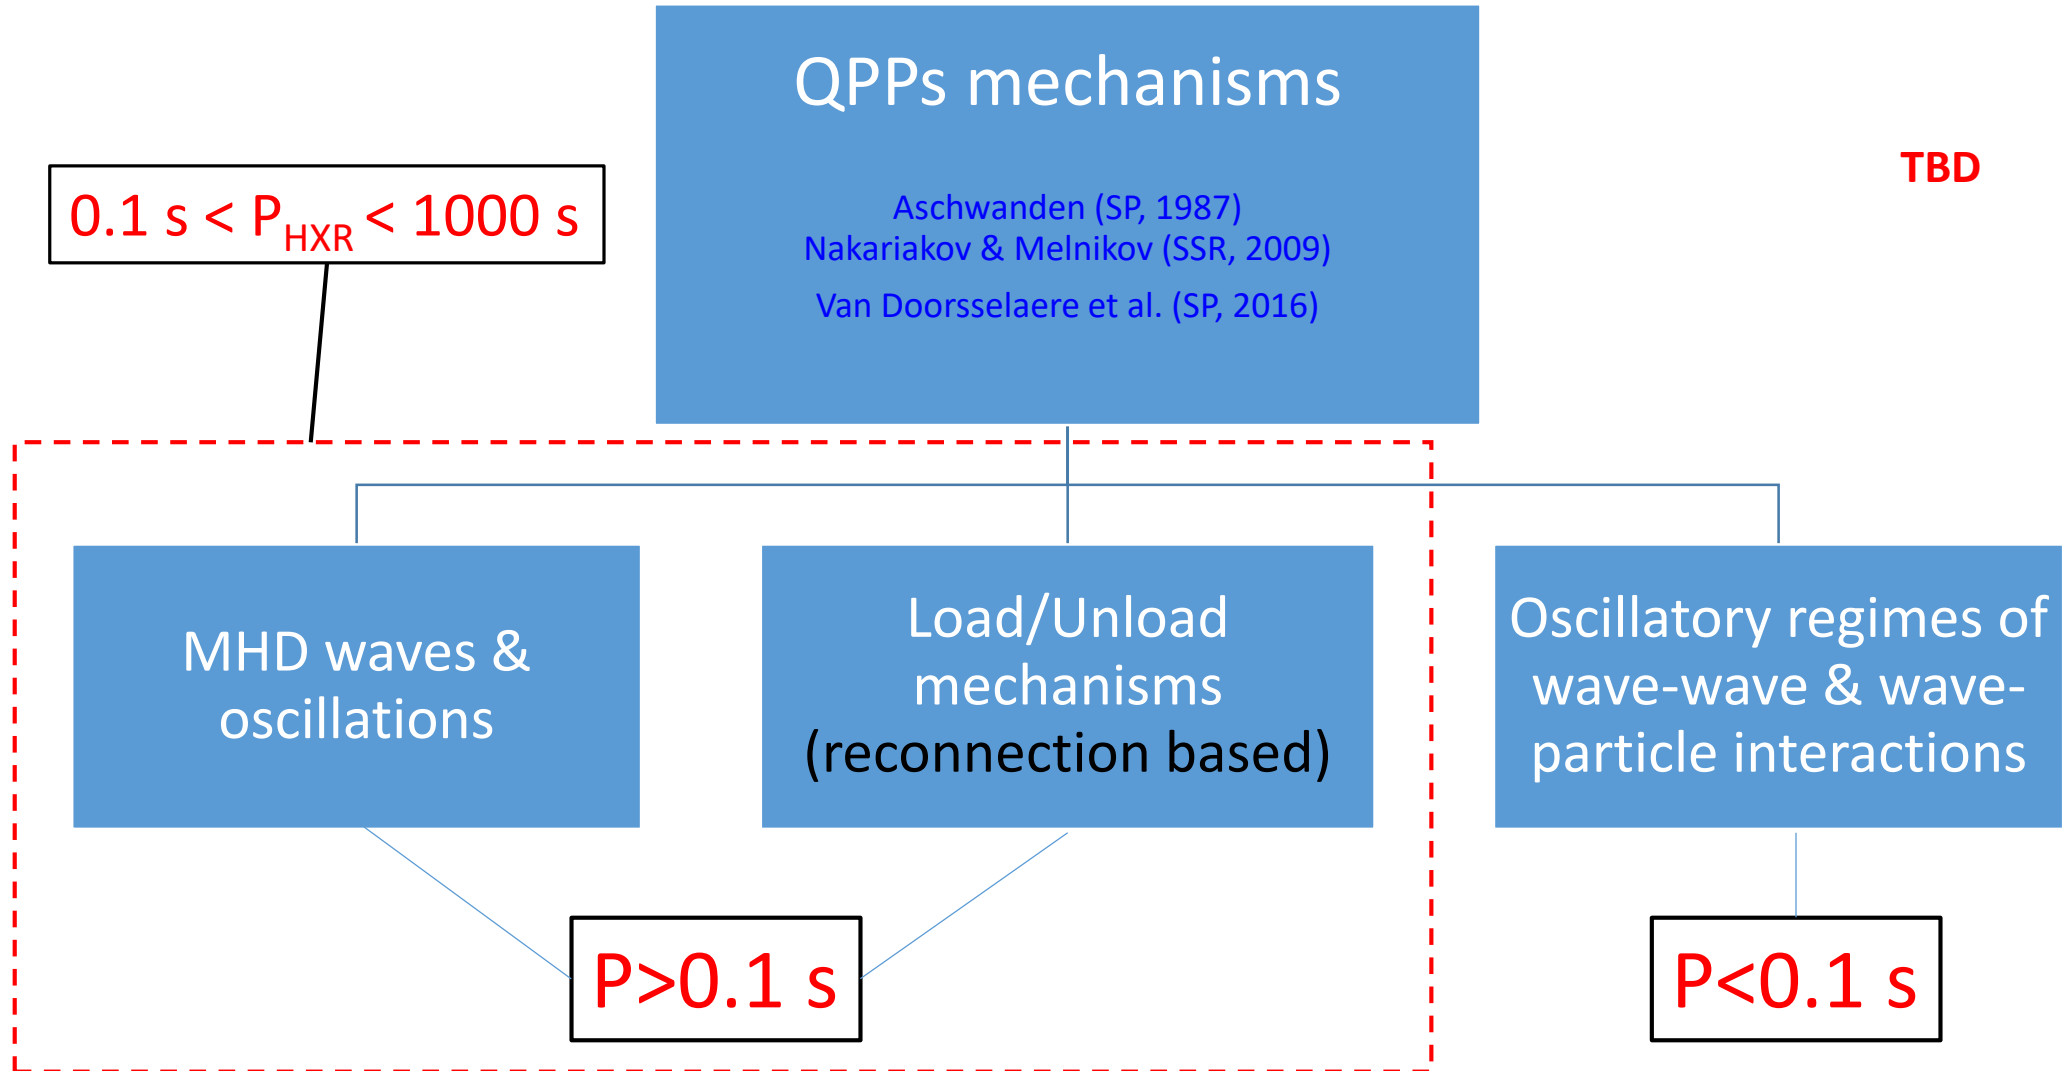 QPPs mechanisms
Aschwanden (SP, 1987)
Nakariakov & Melnikov (SSR, 2009)
Van Doorsselaere et al. (SP, 2016)
TBD
0.1 s < P_HXR < 1000 s
MHD waves &
oscillations
Load/Unload
mechanisms
(reconnection based)
Oscillatory regimes of
wave-wave & wave-
particle interactions
P>0.1 s
P<0.1 s